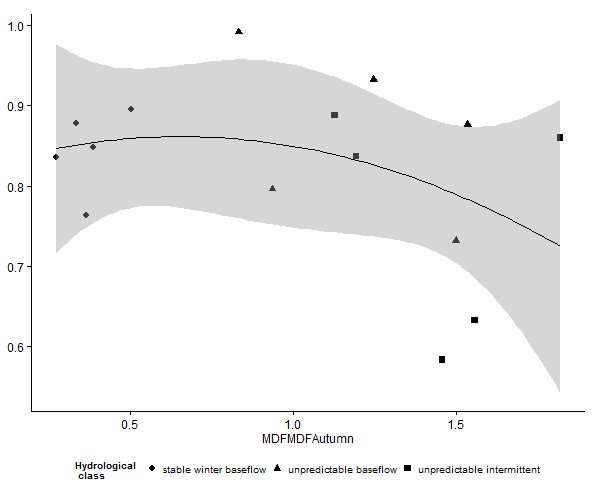 1.0
0.9
0.8
0.7
0.6
0.5 1.0 1.5
MDFMDFAutumn
Hydrological
class
stable winter baseflow unpredictable baseflow unpredictable intermittent